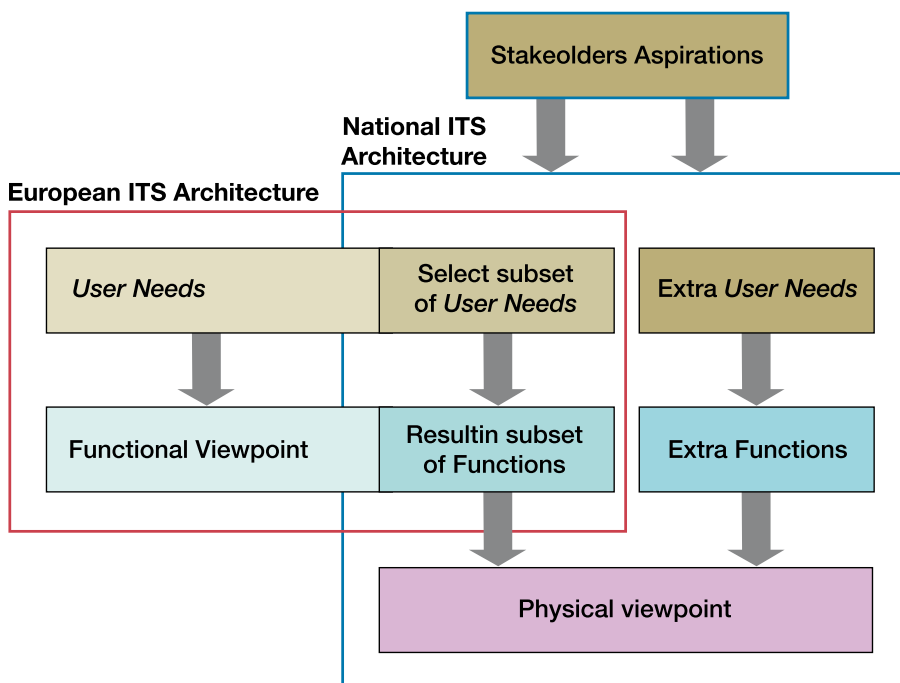 Stakeolders Aspirations
National ITS
Architecture
European ITS Architecture
User Needs
Select subset
of User Needs
Extra User Needs
Functional Viewpoint
Resultin subset
of Functions
Extra Functions
Physical viewpoint